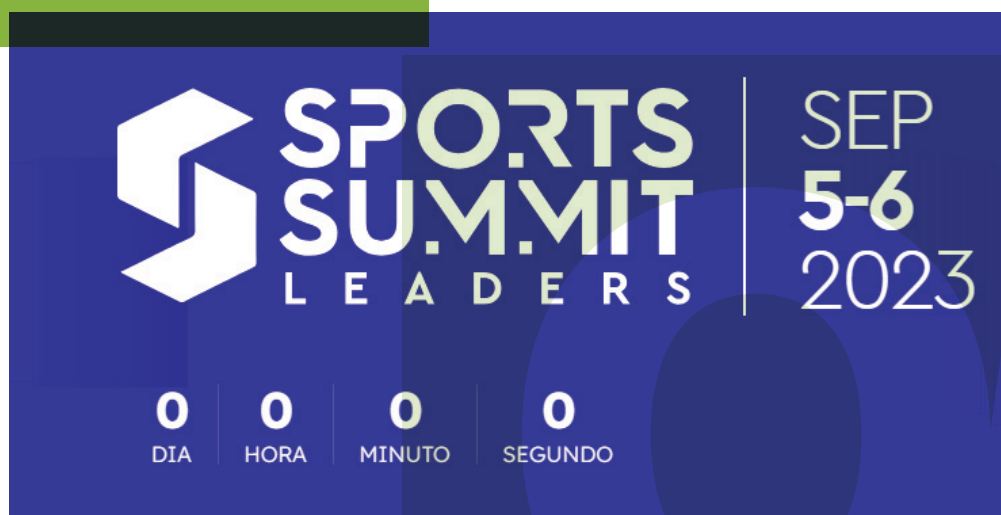 SPORTS
SUMMIT
LEADERS
SEP
5-6
2023
0 0 0 0
DIA HORA MINUTO SEGUNDO